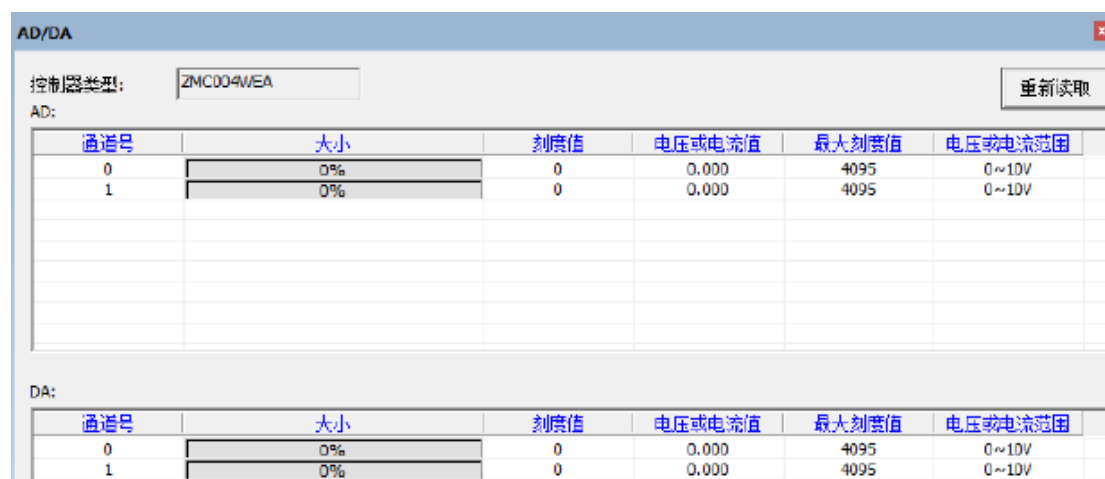 AD/DA
控制器类型: ZMC004WEA 重新读取
AD:
通道号 大小 刻度值 电压或电流值 最大刻度值 电压或电流范围
0 0% 0 0.000 4095 0~10V
1 0% 0 0.000 4095 0~10V
DA:
通道号 大小 刻度值 电压或电流值 最大刻度值 电压或电流范围
0 0% 0 0.000 4095 0~10V
1 0% 0 0.000 4095 0~10V